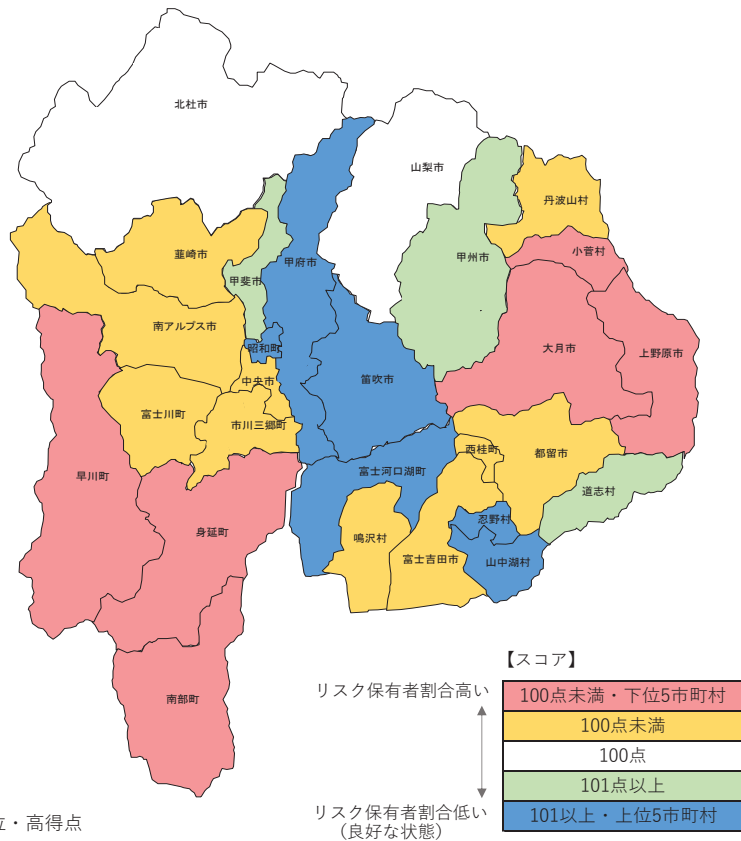 北杜市
山梨市
丹波山村
韮崎市
小菅村
甲府市
甲州市
甲斐市
南アルプス市
昭和町
大月市
上野原市
中央市
笛吹市
富士川町
市川三郷町
西桂町
都留市
富士河口湖町
早川町
道志村
忍野村
身延町
鳴沢村
富士吉田市
山中湖村
南部町
【スコア】
リスク保有者割合高い
100点未満・下位5市町村
100点未満
100点
101点以上
101以上・上位5市町村
リスク保有者割合低い
(良好な状態)
・高得点